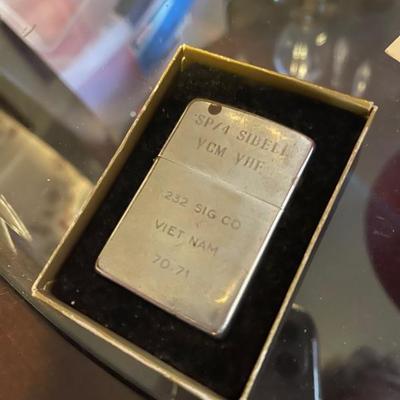 SP/4 SIBELL
VCM VHF
232 SIG CO
VIET NAM
70-71